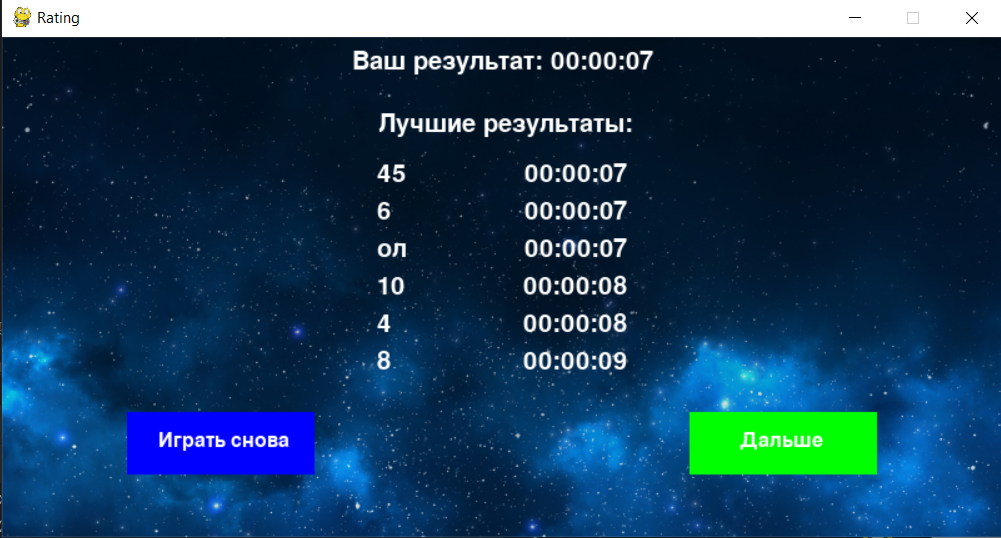 Rating
Ваш результат: 00:00:07
Лучшие результаты:
45 00:00:07
6 00:00:07
ол 00:00:07
10 00:00:08
4 00:00:08
8 00:00:09
Играть снова Дальше